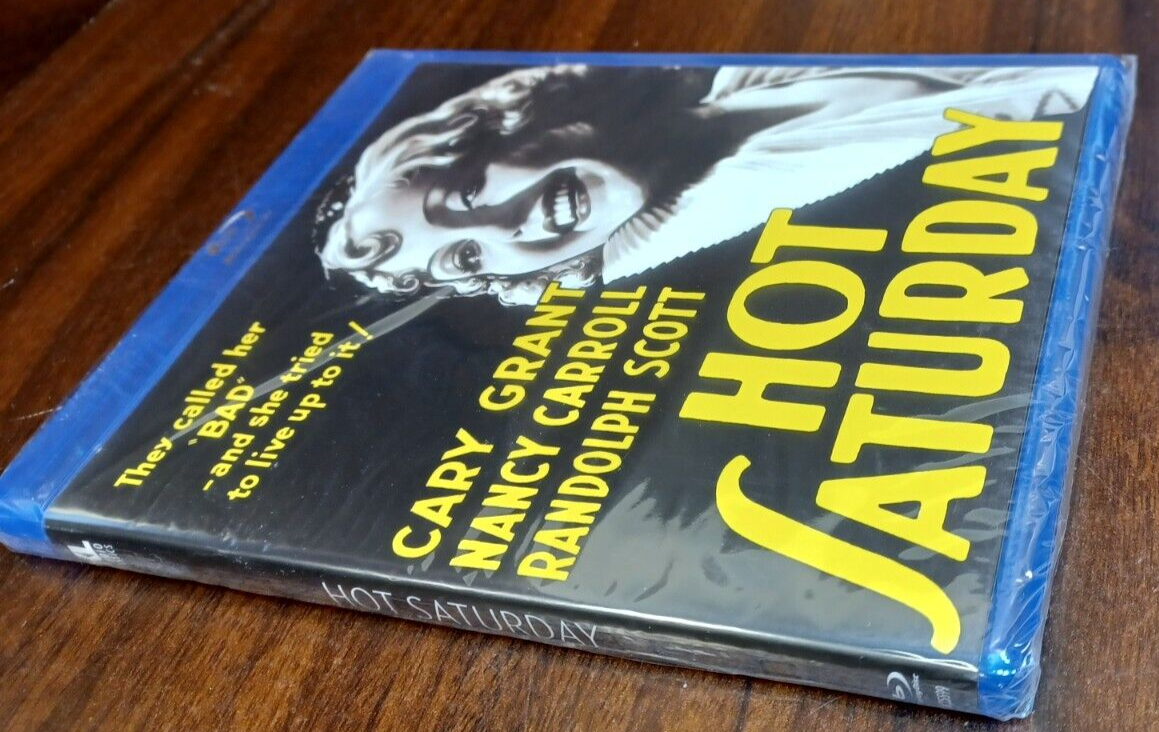 They called her
"BAD"
-and she tried
to live up to it!
CARY GRANT
NANCY CARROLL
RANDOLPH SCOTT
HOT
SATURDAY
HOT SATURDAY